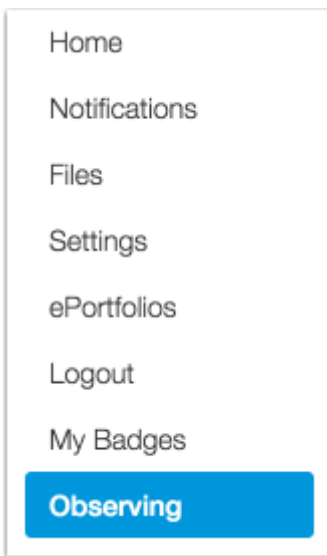 Home
Notifications
Files
Settings
ePortfolios
Logout
My Badges
Observing